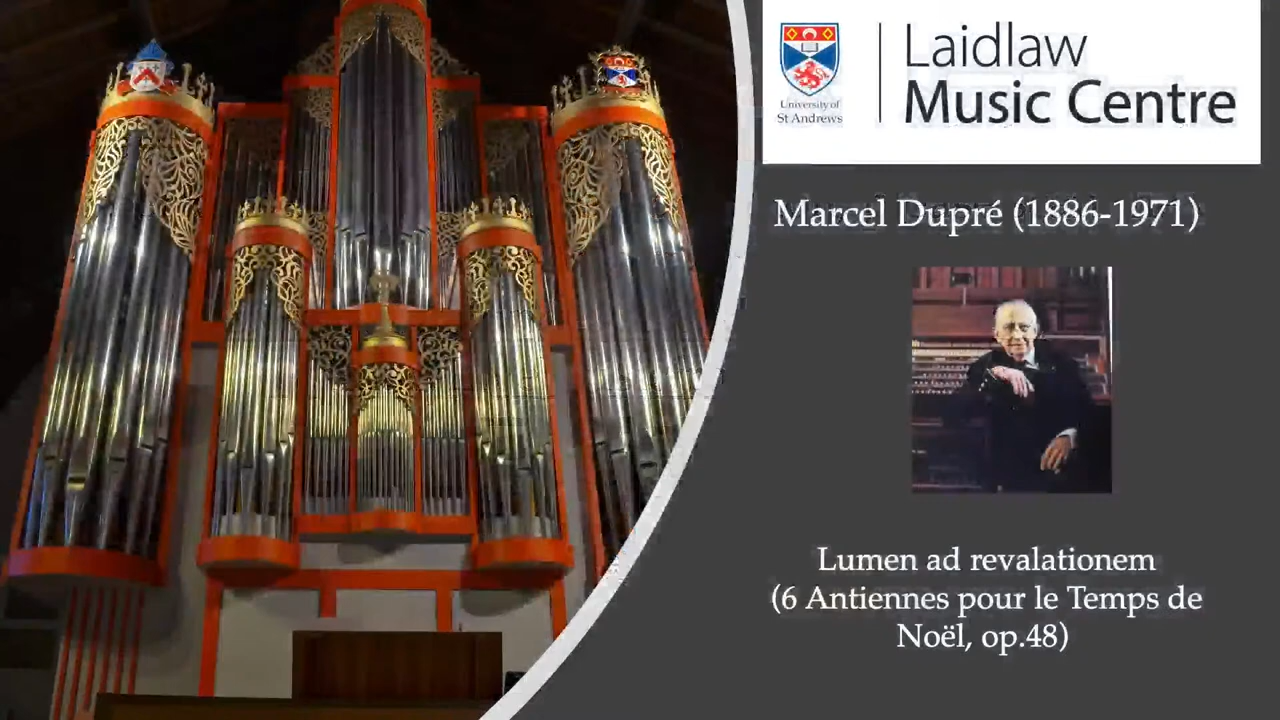 University of
St Andrews
Laidlaw
Music Centre
Marcel Dupré (1886-1971)
Lumen ad revalationem
(6 Antiennes pour le Temps de
Noël, op.48)